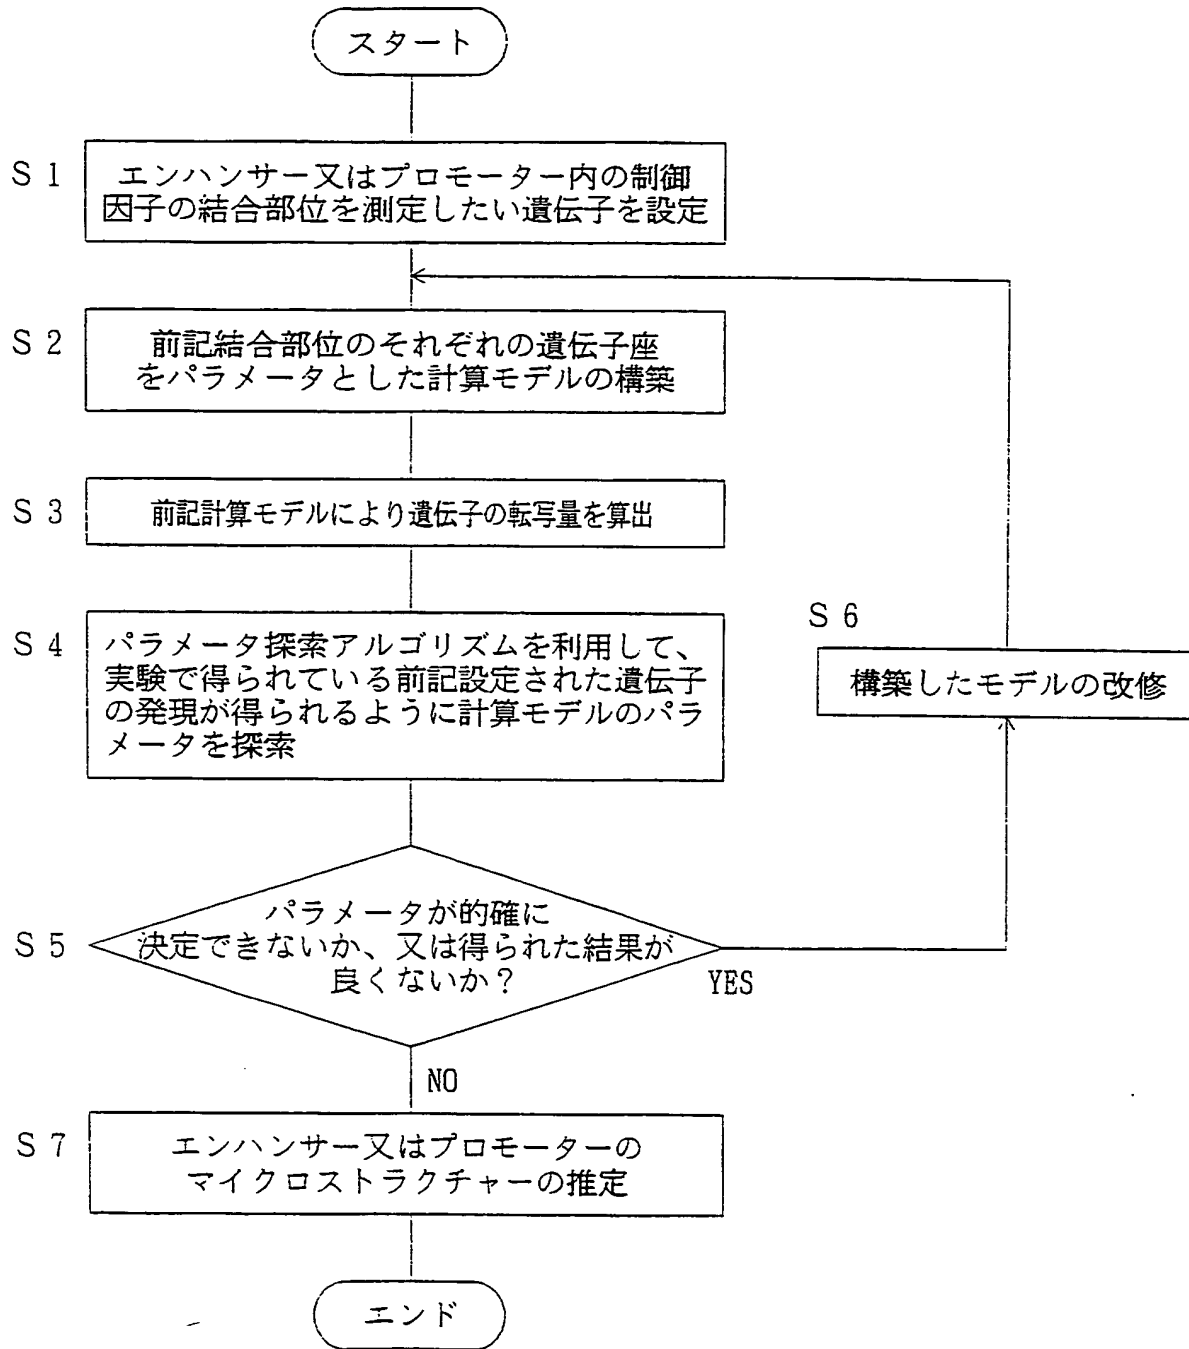 スタート
S 1
エンハンサー又はプロモーター内の制御
因子の結合部位を測定したい遺伝子を設定
S 2
前記結合部位のそれぞれの遺伝子座
をパラメータとした計算モデルの構築
S 3
前記計算モデルにより遺伝子の転写量を算出
S 4
パラメータ探索アルゴリズムを利用して、
実験で得られている前記設定された遺伝子
の発現が得られるように計算モデルのパラ
メータを探索
S 6
構築したモデルの改修
S 5
パラメータが的確に
決定できないか、又は得られた結果が
良くないか?
YES
NO
S 7
エンハンサー又はプロモーターの
マイクロストラクチャーの推定
エンド